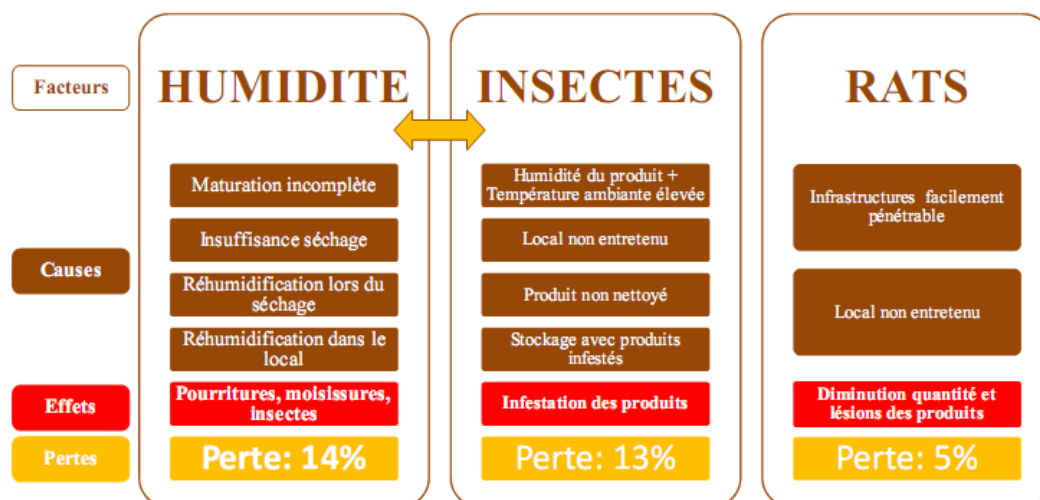 Facteurs
HUMIDITE
INSECTES
RATS
Causes
Maturation incomplète
Insuffisance séchage
Réhumidification lors du
séchage
Réhumidification dans le
local
Humidité du produit +
Température ambiante élevée
Local non entretenu
Produit non nettoyé
Stockage avec produits
infestés
Infrastructures facilement
pénétrable
Local non entretenu
Effets
Pourritures, moisissures,
insectes
Infestation des produits
Diminution quantité et
lésions des produits
Pertes
Perte: 14%
Perte: 13%
Perte: 5%